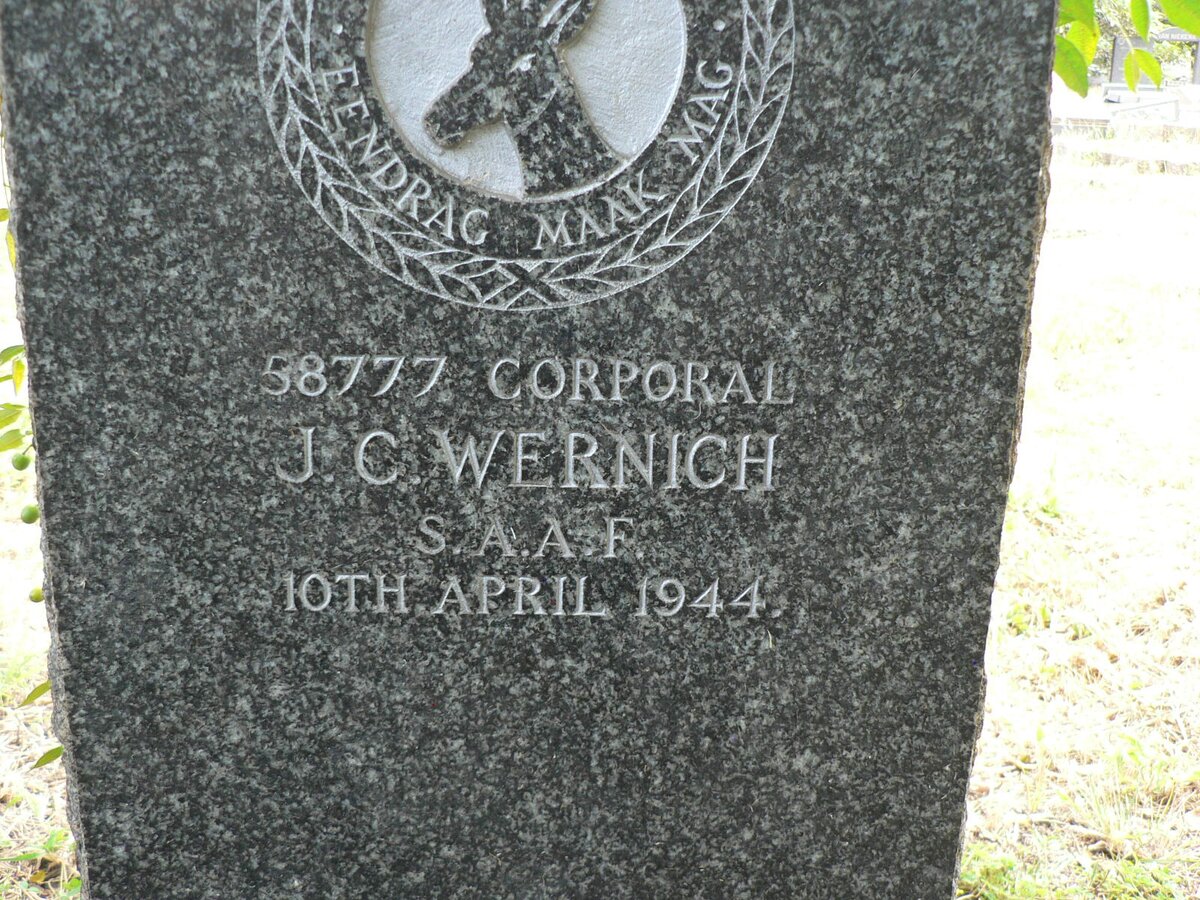 EENDRAG MAAK MAG
58777 CORPORAL
J. C. WERNICH
S.A.A.F.
10TH APRIL 1944.